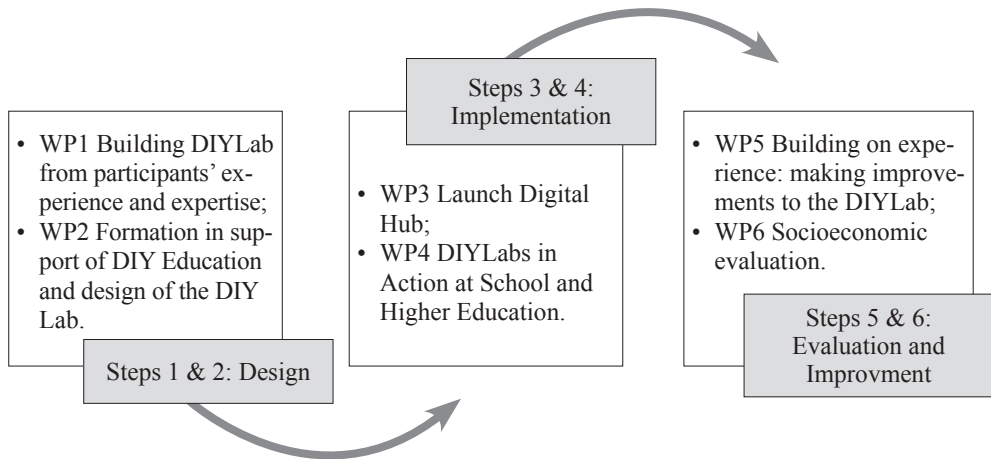 • WP1 Building DIYLab
from participants’ ex-
perience and expertise;
• WP2 Formation in sup-
port of DIY Education
and design of the DIY
Lab.
Steps 1 & 2: Design
Steps 3 & 4:
Implementation
• WP3 Launch Digital
Hub;
• WP4 DIYLabs in
Action at School and
Higher Education.
• WP5 Building on expe-
rience: making improve-
ments to the DIYLab;
• WP6 Socioeconomic
evaluation.
Steps 5 & 6:
Evaluation and
Improvment